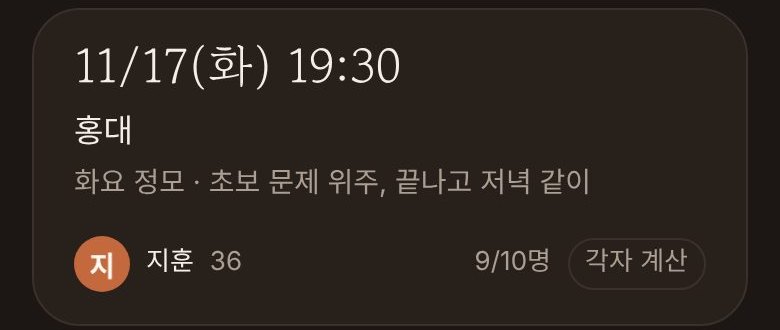 11/17(화) 19:30
홍대
화요 정모 · 초보 문제 위주, 끝나고 저녁 같이
지 지훈 36 9/10명 각자 계산